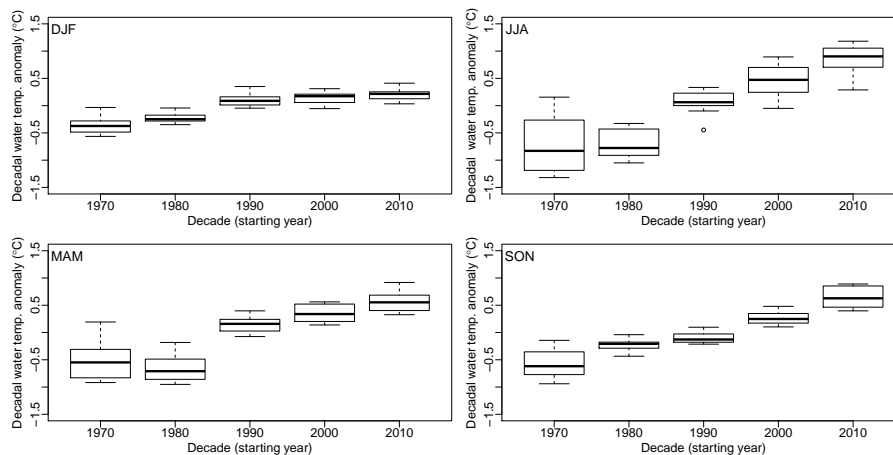 DJF
Decadal water temp. anomaly (°C)
1.5
0.5
−0.5
−1.5
1970 1980 1990 2000 2010
Decade (starting year)
JJA
Decadal water temp. anomaly (°C)
1.5
0.5
−0.5
−1.5
1970 1980 1990 2000 2010
Decade (starting year)
MAM
Decadal water temp. anomaly (°C)
1.5
0.5
−0.5
−1.5
1970 1980 1990 2000 2010
Decade (starting year)
SON
Decadal water temp. anomaly (°C)
1.5
0.5
−0.5
−1.5
1970 1980 1990 2000 2010
Decade (starting year)